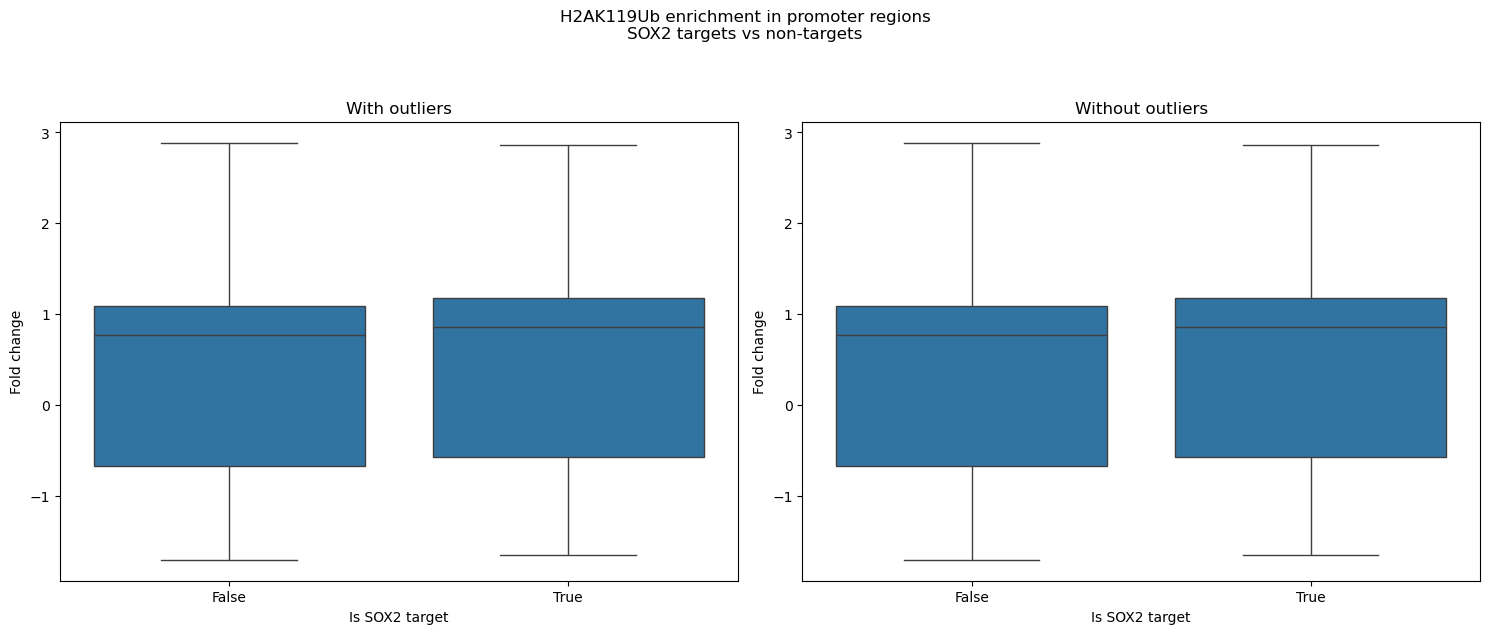 H2AK119Ub enrichment in promoter regions
SOX2 targets vs non-targets
With outliers
Fold change
3
2
1
0
−1
False
True
Is SOX2 target
Without outliers
Fold change
3
2
1
0
−1
False
True
Is SOX2 target